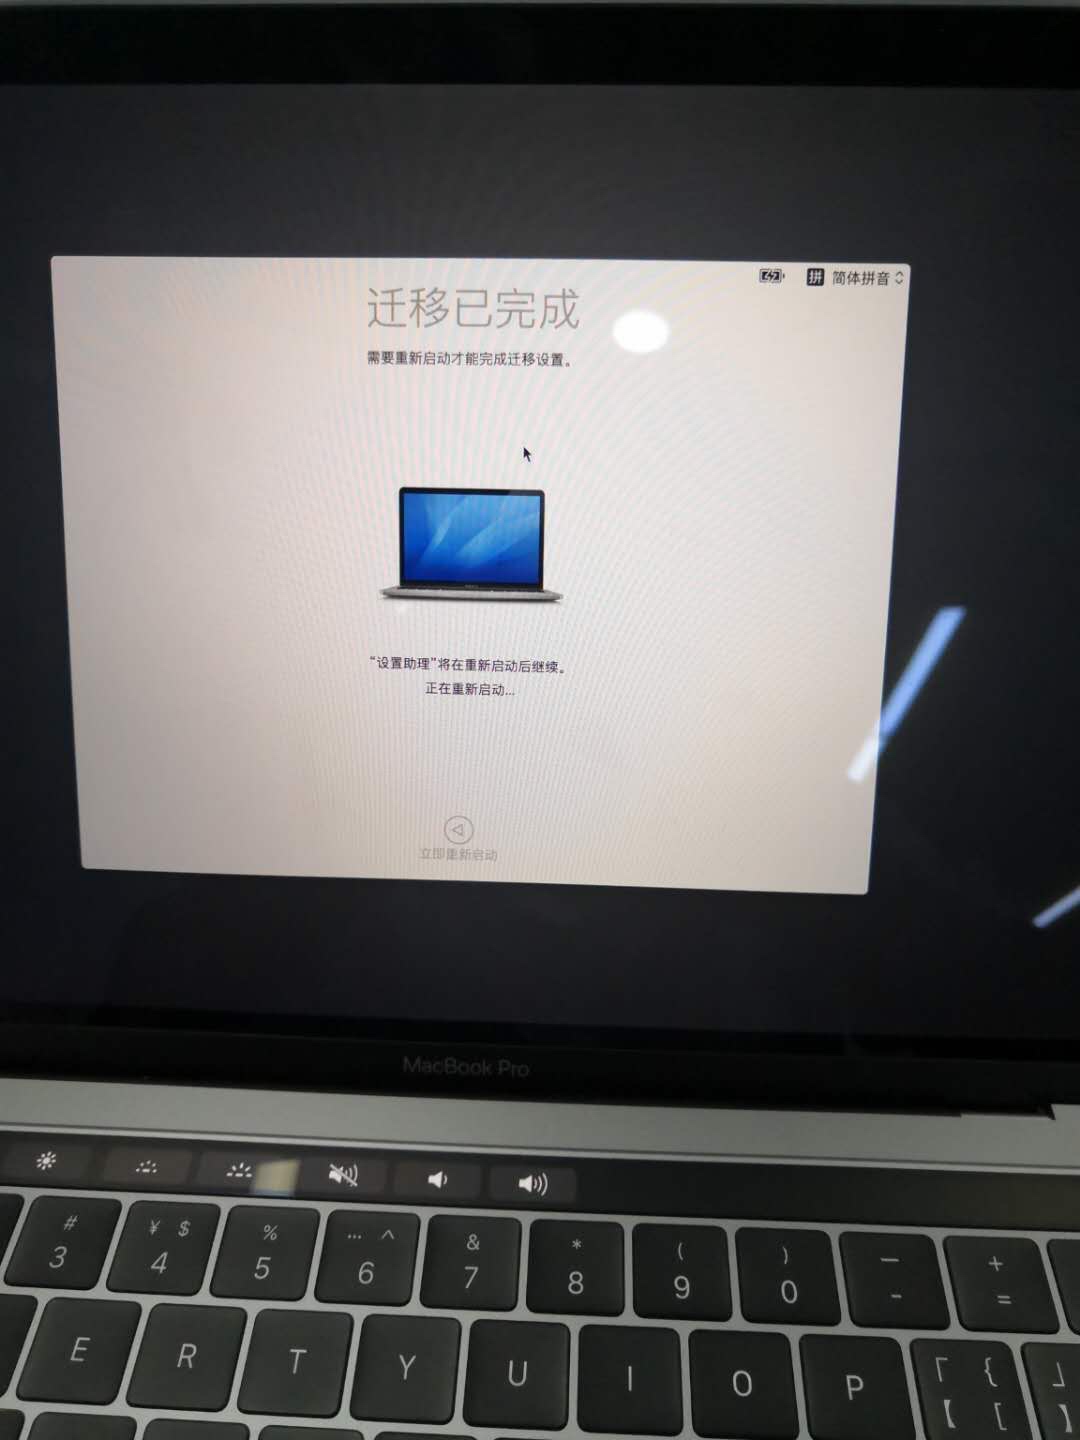 拼 简体拼音
迁移已完成
需要重新启动才能完成迁移设置。
“设置助理”将在重新启动后继续。
正在重新启动...
立即重新启动
MacBook Pro
# ¥ $ % … ^ & * ( ) — +
3 4 5 6 7 8 9 0 - =
E R T Y U I O P 「 { 」
【 [ 】